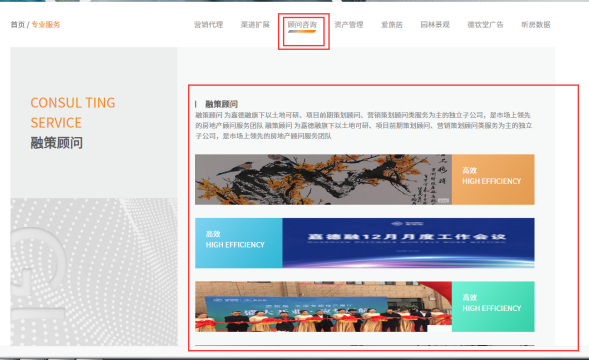 首页 / 专业服务
营销代理 渠道扩展 顾问咨询 资产管理 爱旅居 园林景观 德钦堂广告 听房数据
CONSUL TING
SERVICE
融策顾问
融策顾问
融策顾问 为嘉德融旗下以土地可研、项目前期策划顾问、营销策划顾问类服务为主的独立子公司，是市场上领先
的房地产顾问服务团队 融策顾问 为嘉德融旗下以土地可研、项目前期策划顾问、营销策划顾问类服务为主的独立
子公司，是市场上领先的房地产顾问服务团队
高效
HIGH EFFICIENCY
高效
HIGH EFFICIENCY
嘉德融12月月度工作会议
高效
HIGH EFFICIENCY